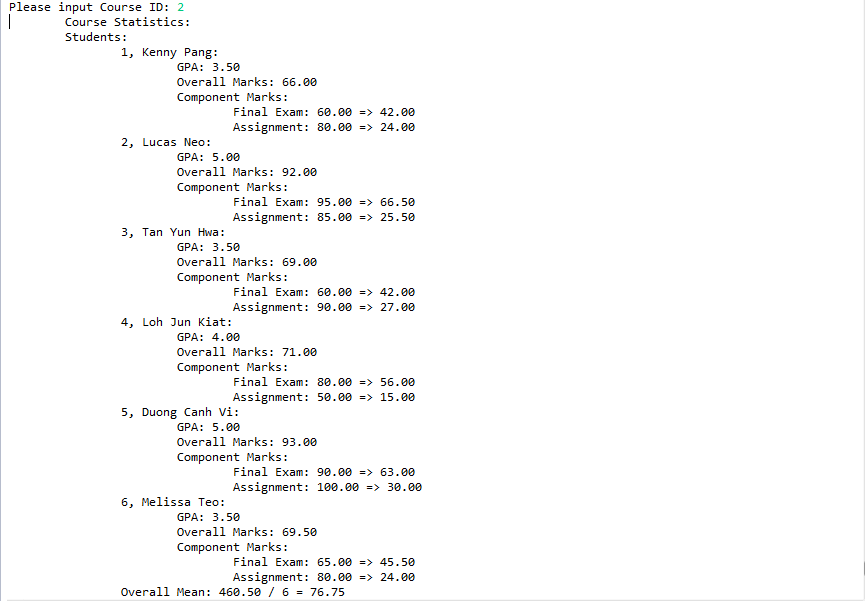 Please input Course ID: 2
Course Statistics:
Students:
1, Kenny Pang:
GPA: 3.50
Overall Marks: 66.00
Component Marks:
Final Exam: 60.00 => 42.00
Assignment: 80.00 => 24.00
2, Lucas Neo:
GPA: 5.00
Overall Marks: 92.00
Component Marks:
Final Exam: 95.00 => 66.50
Assignment: 85.00 => 25.50
3, Tan Yun Hwa:
GPA: 3.50
Overall Marks: 69.00
Component Marks:
Final Exam: 60.00 => 42.00
Assignment: 90.00 => 27.00
4, Loh Jun Kiat:
GPA: 4.00
Overall Marks: 71.00
Component Marks:
Final Exam: 80.00 => 56.00
Assignment: 50.00 => 15.00
5, Duong Canh Vi:
GPA: 5.00
Overall Marks: 93.00
Component Marks:
Final Exam: 90.00 => 63.00
Assignment: 100.00 => 30.00
6, Melissa Teo:
GPA: 3.50
Overall Marks: 69.50
Component Marks:
Final Exam: 65.00 => 45.50
Assignment: 80.00 => 24.00
Overall Mean: 460.50 / 6 = 76.75